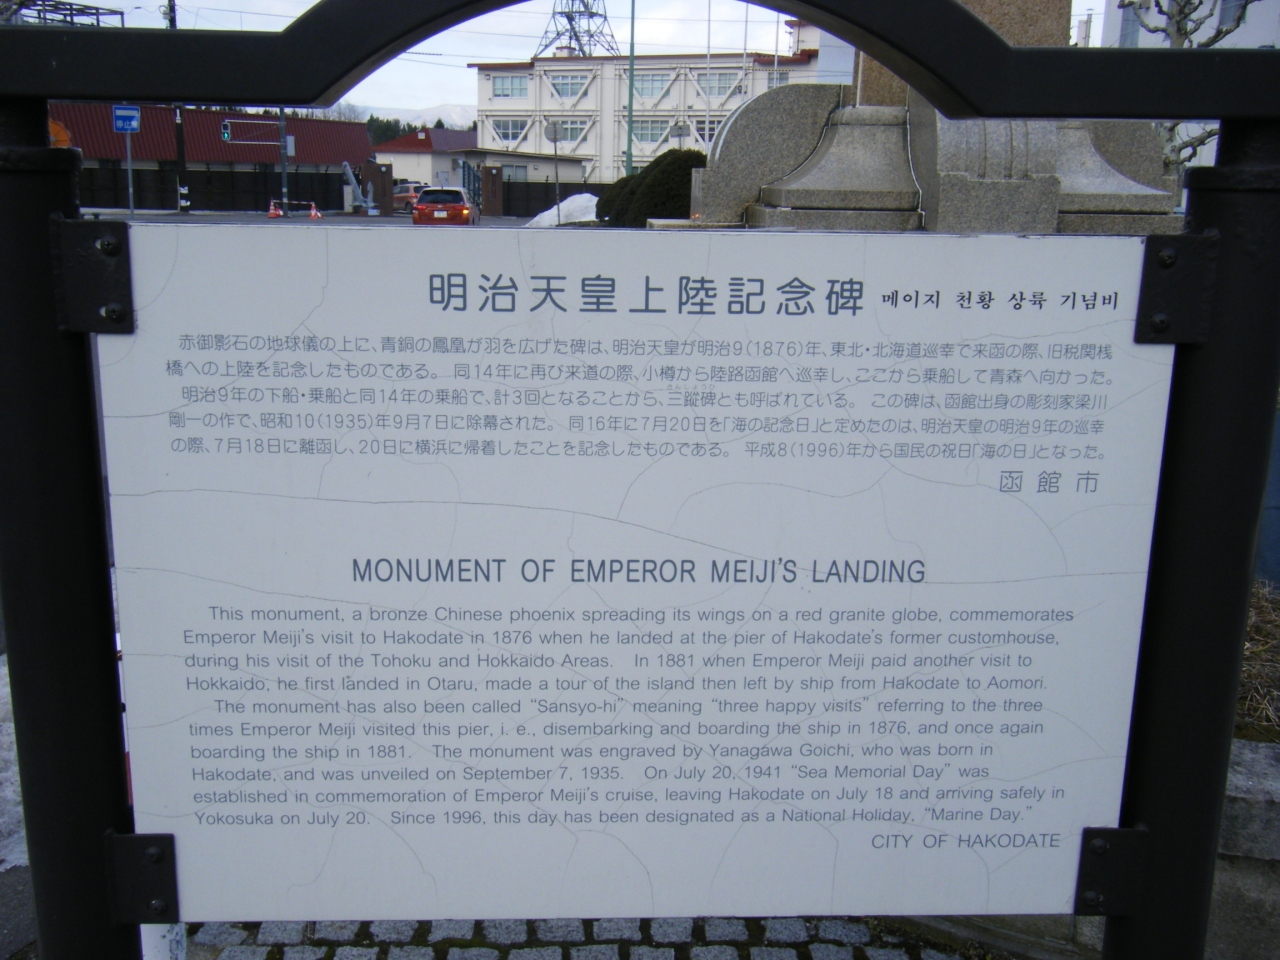 停止線
明治天皇上陸記念碑 메이지 천황 상륙 기념비
赤御影石の地球儀の上に、青銅の鳳凰が羽を広げた碑は、明治天皇が明治9(1876)年、東北・北海道巡幸で来函の際、旧税関桟
橋への上陸を記念したものである。 同14年に再び来道の際、小樽から陸路函館へ巡幸し、ここから乗船して青森へ向かった。
明治9年の下船・乗船と同14年の乗船で、計3回となることから、三蹤碑とも呼ばれている。 この碑は、函館出身の彫刻家梁川
剛一の作で、昭和10(1935)年9月7日に除幕された。 同16年に7月20日を「海の記念日」と定めたのは、明治天皇の明治9年の巡幸
の際、7月18日に離函し、20日に横浜に帰着したことを記念したものである。 平成8(1996)年から国民の祝日「海の日」となった。
函館市
MONUMENT OF EMPEROR MEIJI'S LANDING
This monument, a bronze Chinese phoenix spreading its wings on a red granite globe, commemorates
Emperor Meiji's visit to Hakodate in 1876 when he landed at the pier of Hakodate's former customhouse,
during his visit of the Tohoku and Hokkaido Areas. In 1881 when Emperor Meiji paid another visit to
Hokkaido, he first landed in Otaru, made a tour of the island then left by ship from Hakodate to Aomori.
The monument has also been called "Sansyo-hi" meaning "three happy visits" referring to the three
times Emperor Meiji visited this pier, i. e., disembarking and boarding the ship in 1876, and once again
boarding the ship in 1881. The monument was engraved by Yanagawa Goichi, who was born in
Hakodate, and was unveiled on September 7, 1935. On July 20, 1941 "Sea Memorial Day" was
established in commemoration of Emperor Meiji's cruise, leaving Hakodate on July 18 and arriving safely in
Yokosuka on July 20. Since 1996, this day has been designated as a National Holiday, "Marine Day."
CITY OF HAKODATE